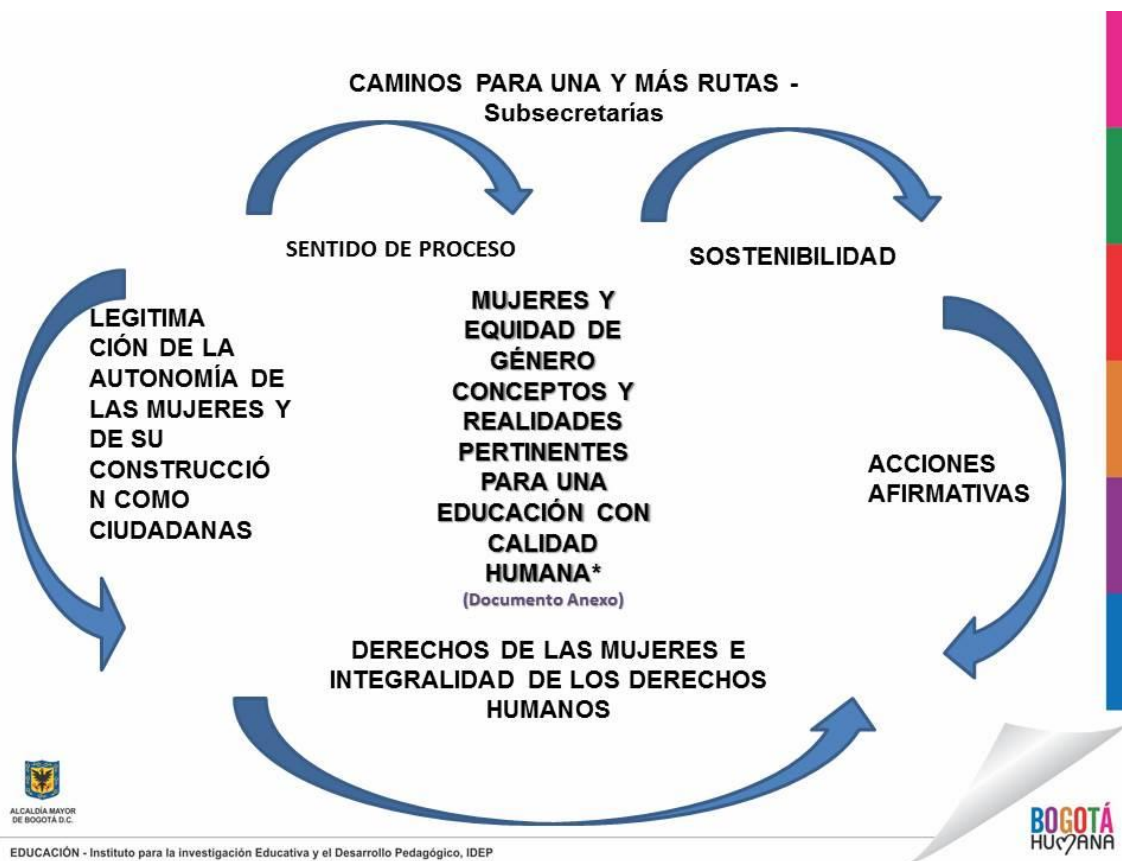 CAMINOS PARA UNA Y MÁS RUTAS -
Subsecretarías
SENTIDO DE PROCESO
SOSTENIBILIDAD
LEGITIMA
CIÓN DE LA
AUTONOMÍA DE
LAS MUJERES Y
DE SU
CONSTRUCCIÓ
N COMO
CIUDADANAS
MUJERES Y
EQUIDAD DE
GÉNERO
CONCEPTOS Y
REALIDADES
PERTINENTES
PARA UNA
EDUCACIÓN CON
CALIDAD
HUMANA*
(Documento Anexo)
ACCIONES
AFIRMATIVAS
DERECHOS DE LAS MUJERES E
INTEGRALIDAD DE LOS DERECHOS
HUMANOS
ALCALDÍA MAYOR
DE BOGOTÁ D.C.
BOGOTÁ
HUMANA
EDUCACIÓN - Instituto para la investigación Educativa y el Desarrollo Pedagógico, IDEP